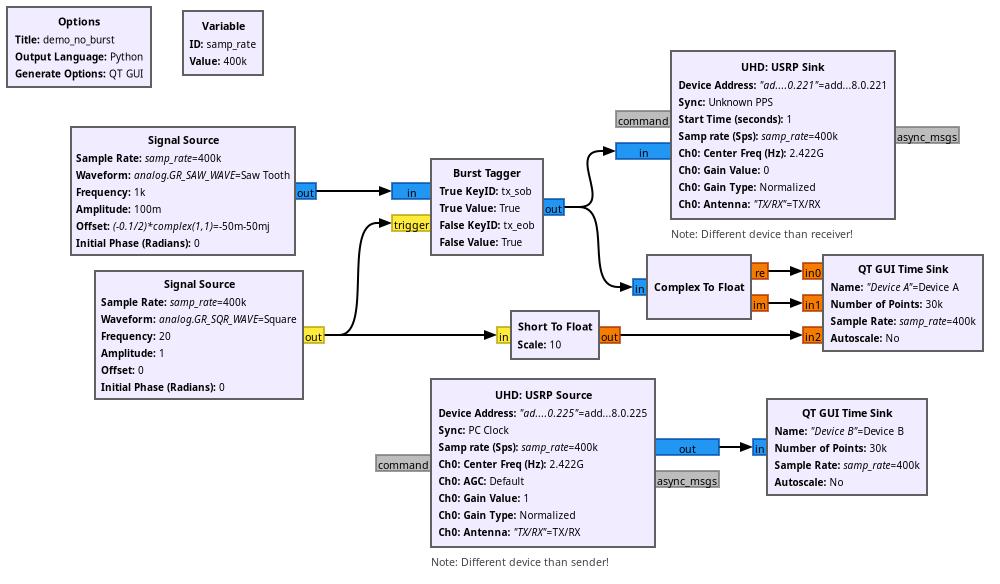 Options
Title: demo_no_burst
Output Language: Python
Generate Options: QT GUI
Variable
ID: samp_rate
Value: 400k
Signal Source
Sample Rate: samp_rate=400k
Waveform: analog.GR_SAW_WAVE=Saw Tooth
Frequency: 1k
Amplitude: 100m
Offset: (-0.1/2)*complex(1,1)=-50m-50mj
Initial Phase (Radians): 0
out
Signal Source
Sample Rate: samp_rate=400k
Waveform: analog.GR_SQR_WAVE=Square
Frequency: 20
Amplitude: 1
Offset: 0
Initial Phase (Radians): 0
out
in
trigger
Burst Tagger
True KeyID: tx_sob
True Value: True
False KeyID: tx_eob
False Value: True
out
in
Short To Float
Scale: 10
out
command
in
UHD: USRP Sink
Device Address: "ad....0.221"=add...8.0.221
Sync: Unknown PPS
Start Time (seconds): 1
Samp rate (Sps): samp_rate=400k
Ch0: Center Freq (Hz): 2.422G
Ch0: Gain Value: 0
Ch0: Gain Type: Normalized
Ch0: Antenna: "TX/RX"=TX/RX
async_msgs
Note: Different device than receiver!
in
Complex To Float
re
im
in0
in1
in2
QT GUI Time Sink
Name: "Device A"=Device A
Number of Points: 30k
Sample Rate: samp_rate=400k
Autoscale: No
command
UHD: USRP Source
Device Address: "ad....0.225"=add...8.0.225
Sync: PC Clock
Samp rate (Sps): samp_rate=400k
Ch0: Center Freq (Hz): 2.422G
Ch0: AGC: Default
Ch0: Gain Value: 1
Ch0: Gain Type: Normalized
Ch0: Antenna: "TX/RX"=TX/RX
out
async_msgs
Note: Different device than sender!
in
QT GUI Time Sink
Name: "Device B"=Device B
Number of Points: 30k
Sample Rate: samp_rate=400k
Autoscale: No